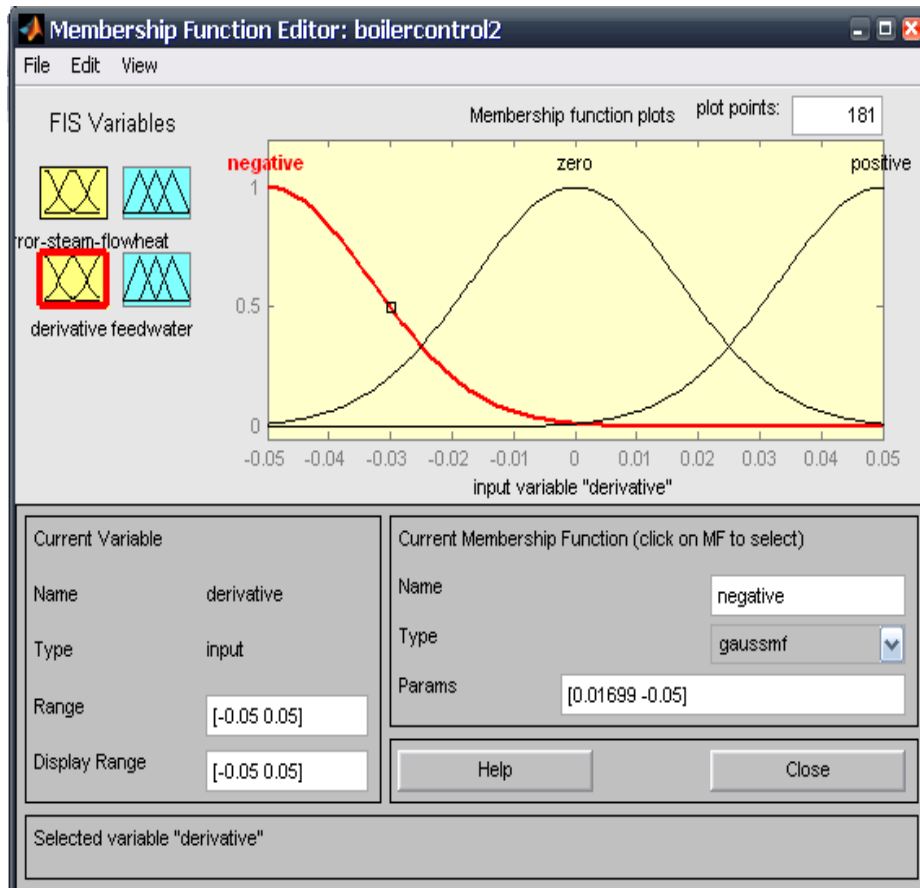 Membership Function Editor: boilercontrol2
File Edit View
FIS Variables
Membership function plots plot points: 181
negative zero positive
1
0.5
0
rror-steam-flowheat
derivative feedwater
-0.05 -0.04 -0.03 -0.02 -0.01 0 0.01 0.02 0.03 0.04 0.05
input variable "derivative"
Current Variable
Name derivative
Type input
Range [-0.05 0.05]
Display Range [-0.05 0.05]
Current Membership Function (click on MF to select)
Name negative
Type gaussmf
Params [0.01699 -0.05]
Help Close
Selected variable "derivative"